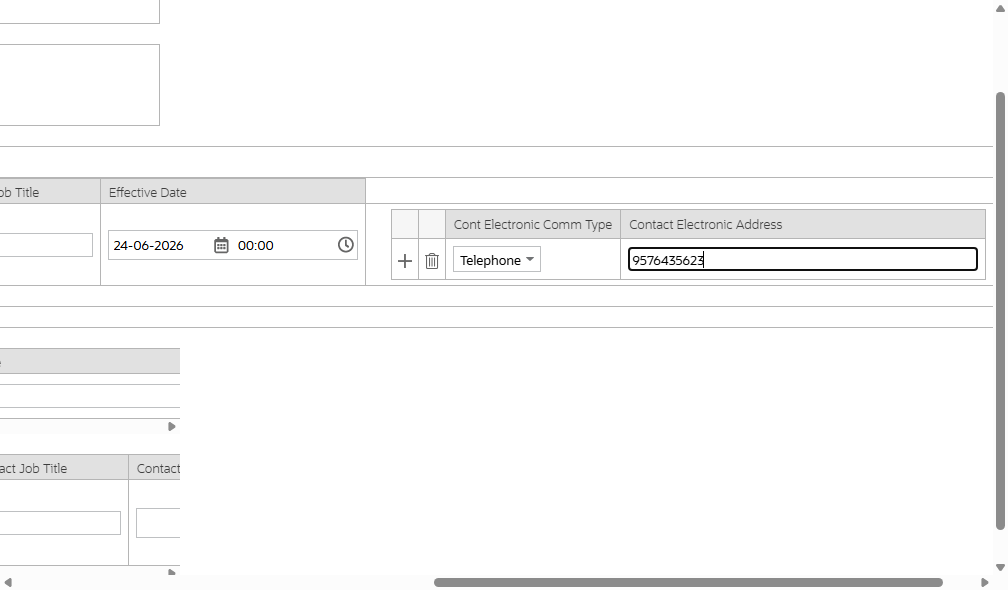 ob Title
Effective Date
Cont Electronic Comm Type
Contact Electronic Address
24-06-2026
00:00
Telephone
9576435623
act Job Title
Contact